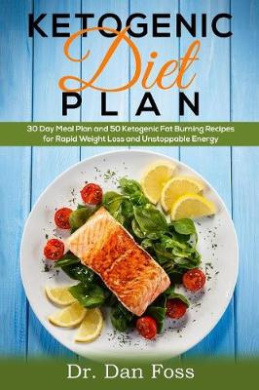 KETOGENIC
Diet
PLAN
30 Day Meal Plan and 50 Ketogenic Fat Burning Recipes
for Rapid Weight Loss and Unstoppable Energy
Dr. Dan Foss